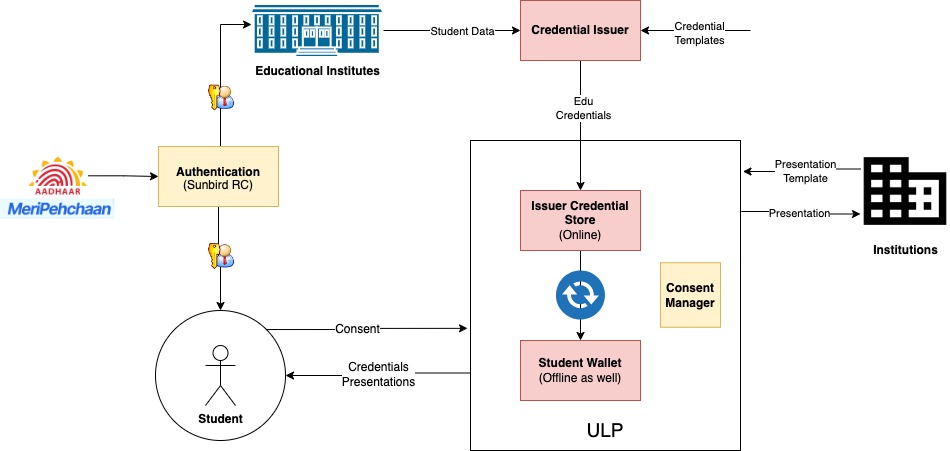 Educational Institutes
Student Data
Credential Issuer
Credential
Templates
Edu
Credentials
AADHAAR
MeriPehchaan
Authentication
(Sunbird RC)
Issuer Credential
Store
(Online)
Consent
Manager
Presentation
Template
Presentation
Institutions
Consent
Credentials
Presentations
Student
Student Wallet
(Offline as well)
ULP